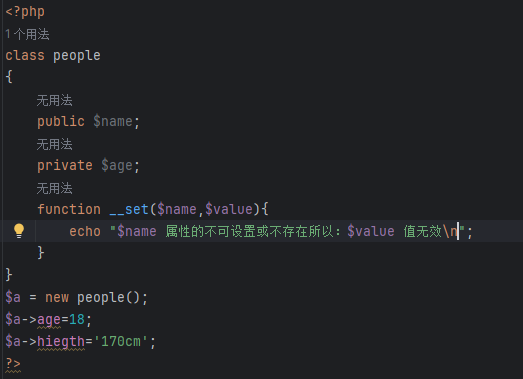 <?php
1个用法
class people
{
无用法
public $name;
无用法
private $age;
无用法
function __set($name,$value){
echo "$name 属性的不可设置或不存在所以：$value 值无效\n";
}
}
$a = new people();
$a->age=18;
$a->hiegth='170cm';
?>